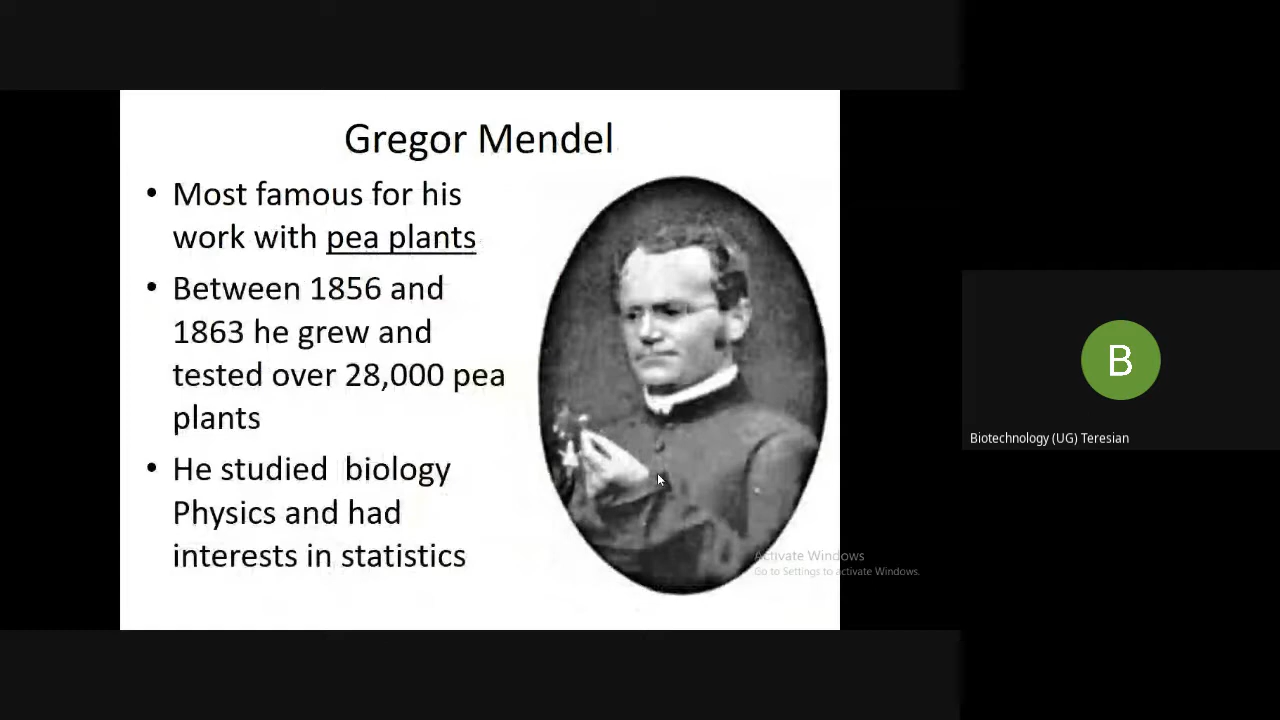 Gregor Mendel
• Most famous for his
work with pea plants
• Between 1856 and
1863 he grew and
tested over 28,000 pea
plants
• He studied  biology
Physics and had
interests in statistics
Activate Windows
Go to Settings to activate Windows.
B
Biotechnology (UG) Teresian